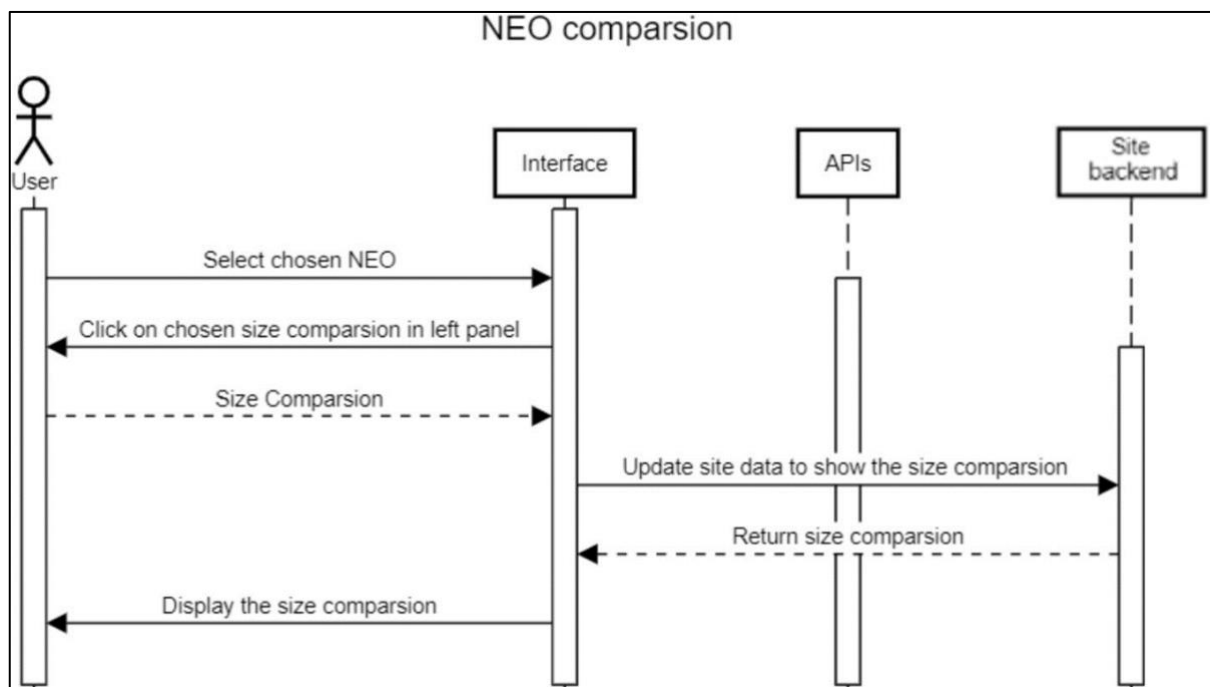 NEO comparsion
User
Interface
APIs
Site
backend
Select chosen NEO
Click on chosen size comparsion in left panel
Size Comparsion
Update site data to show the size comparsion
Return size comparsion
Display the size comparsion